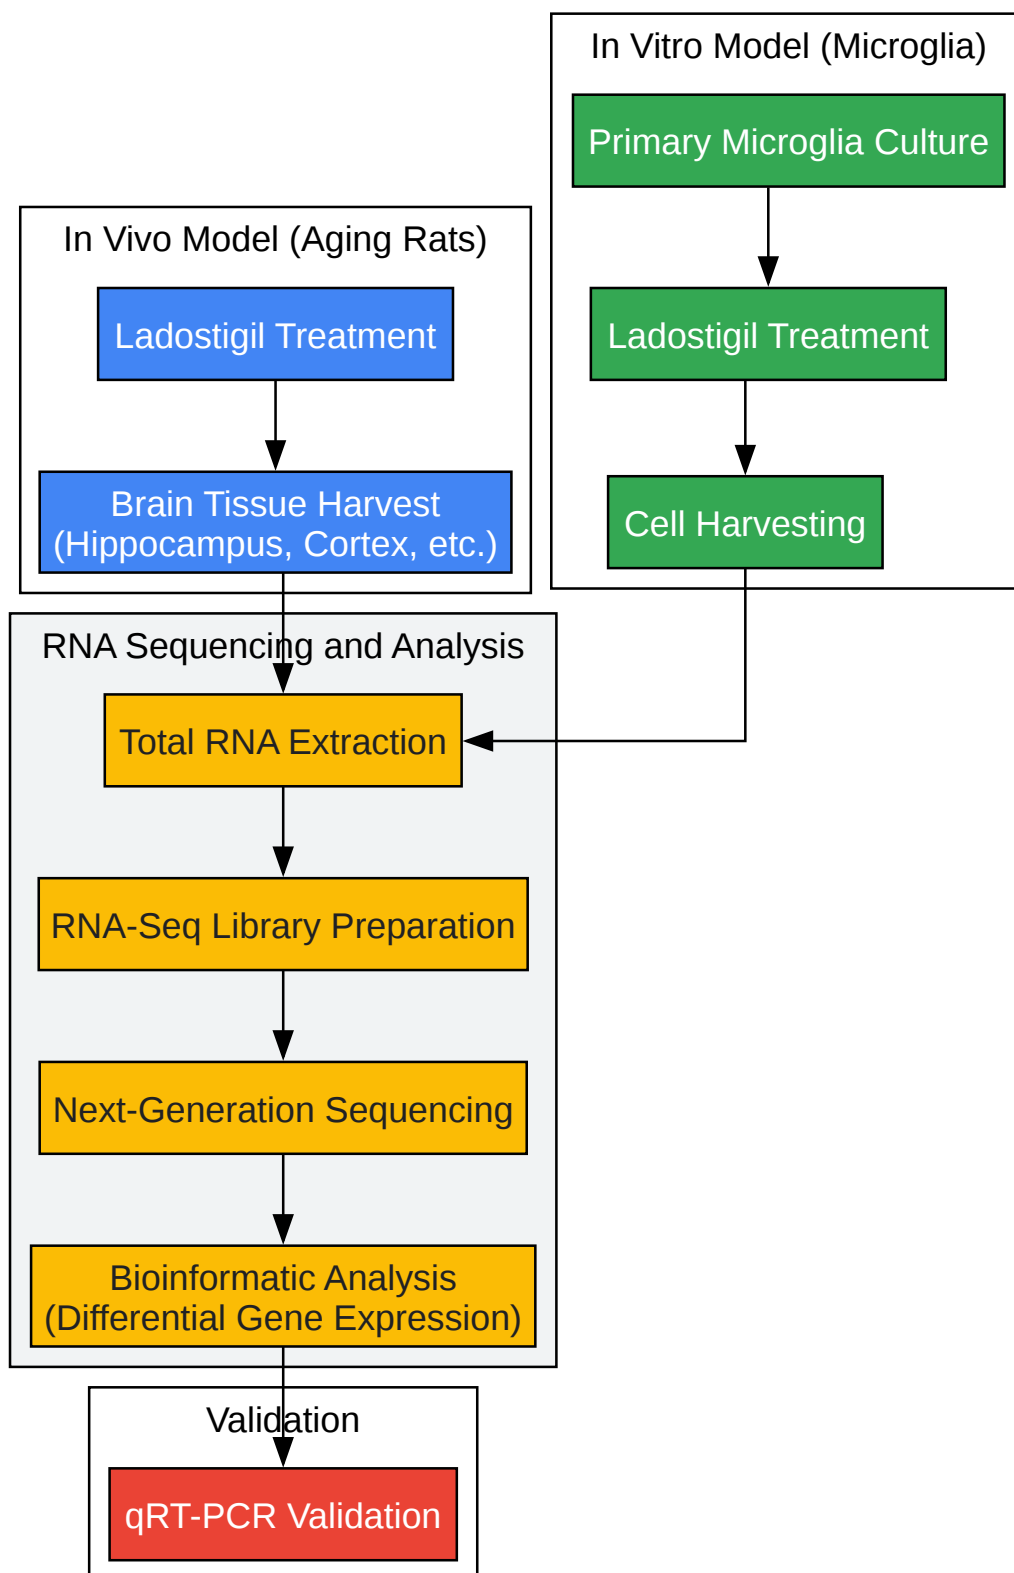 In Vitro Model (Microglia)
Primary Microglia Culture
Ladostigil Treatment
Cell Harvesting
In Vivo Model (Aging Rats)
Ladostigil Treatment
Brain Tissue Harvest
(Hippocampus, Cortex, etc.)
RNA Sequencing and Analysis
Total RNA Extraction
RNA-Seq Library Preparation
Next-Generation Sequencing
Bioinformatic Analysis
(Differential Gene Expression)
Validation
qRT-PCR Validation